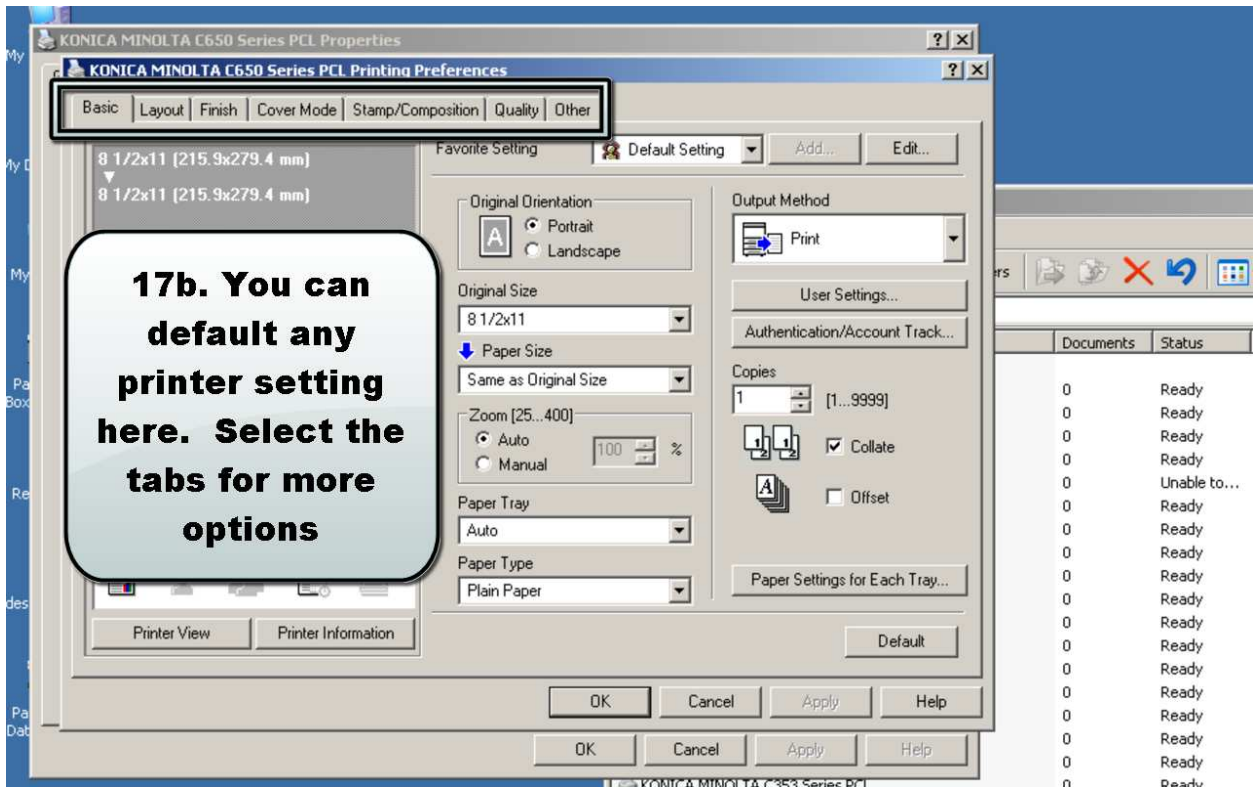 My
KONICA MINOLTA C650 Series PCL Properties
KONICA MINOLTA C650 Series PCL Printing Preferences
Basic Layout Finish Cover Mode Stamp/Composition Quality Other
8 1/2x11 (215.9x279.4 mm)
8 1/2x11 (215.9x279.4 mm)
17b. You can
default any
printer setting
here. Select the
tabs for more
options
Printer View Printer Information
Favorite Setting Default Setting Add... Edit...
Original Orientation
A Portrait
Landscape
Original Size
8 1/2x11
Paper Size
Same as Original Size
Zoom [25...400]
Auto
Manual
100 %
Paper Tray
Auto
Paper Type
Plain Paper
Output Method
Print
User Settings...
Authentication/Account Track...
Copies
1 [1...9999]
Collate
Offset
Paper Settings for Each Tray...
Default
OK Cancel Apply Help
OK Cancel Apply Help
My
Pa
Box
Re
des
Pa
Dat
Documents Status
0 Ready
0 Ready
0 Ready
0 Ready
0 Unable to...
0 Ready
0 Ready
0 Ready
0 Ready
0 Ready
0 Ready
0 Ready
0 Ready
0 Ready
0 Ready
0 Ready
 KONICA MINOLTA C353 Series PCL 0 Ready